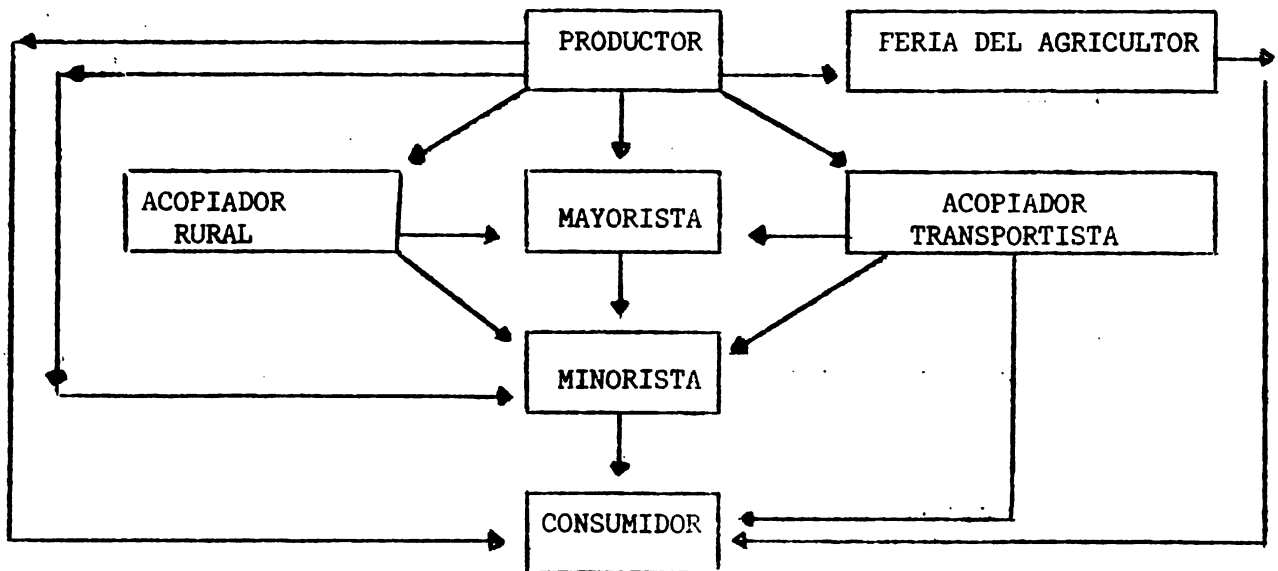 PRODUCTOR
FERIA DEL AGRICULTOR
ACOPIADOR
RURAL
MAYORISTA
ACOPIADOR
TRANSPORTISTA
MINORISTA
CONSUMIDOR